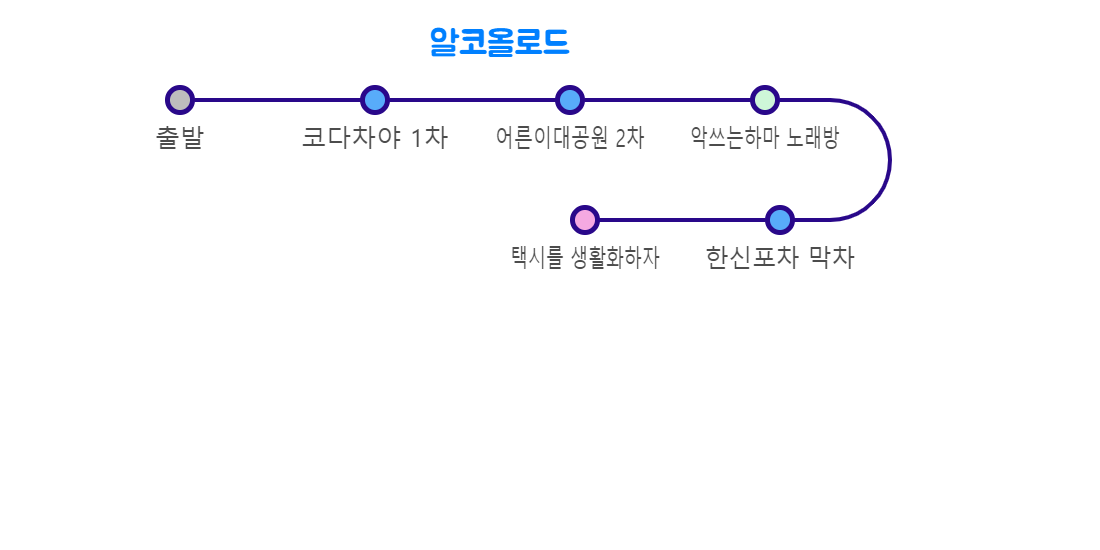 알코올로드
출발
코다차야 1차
어른이대공원 2차
악쓰는하마 노래방
한신포차 막차
택시를 생활화하자